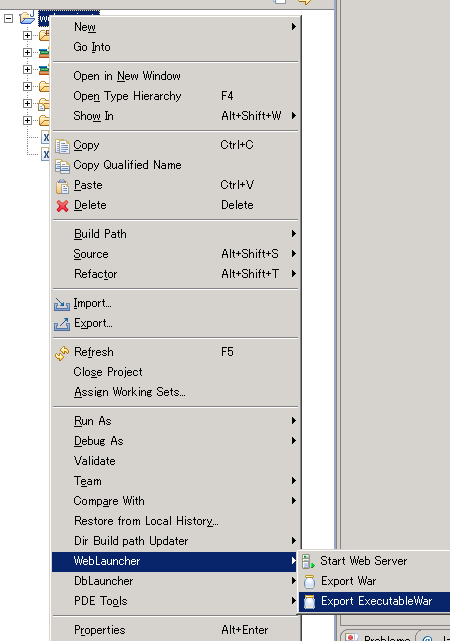 New
Go Into
Open in New Window
Open Type Hierarchy F4
Show In Alt+Shift+W
Copy Ctrl+C
Copy Qualified Name
Paste Ctrl+V
Delete Delete
Build Path
Source Alt+Shift+S
Refactor Alt+Shift+T
Import...
Export...
Refresh F5
Close Project
Assign Working Sets...
Run As
Debug As
Validate
Team
Compare With
Restore from Local History...
Dir Build path Updater
WebLauncher
Start Web Server
DbLauncher
Export War
PDE Tools
Export ExecutableWar
Properties Alt+Enter
Problems @ Ja